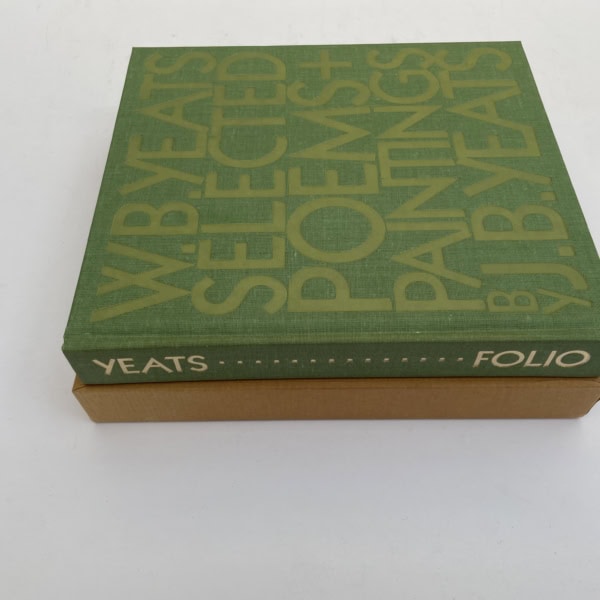 W.B.YEATS
SELECTED
POEMS +
PAINTINGS
BY J.B.YEATS
YEATS · · · · · · · · · · · · · · · FOLIO